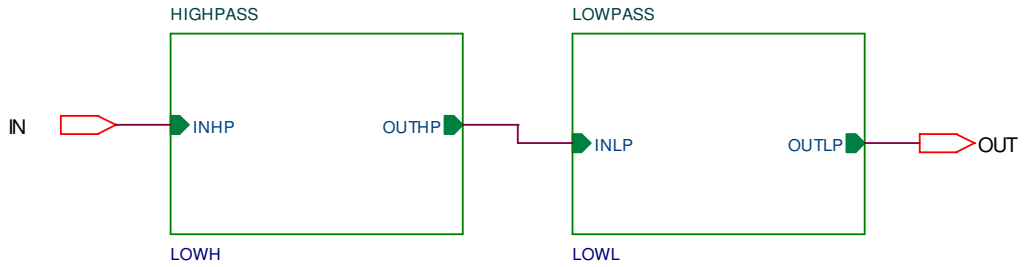 HIGHPASS
LOWPASS
IN
INHP
OUTHP
INLP
OUTLP
OUT
LOWH
LOWL